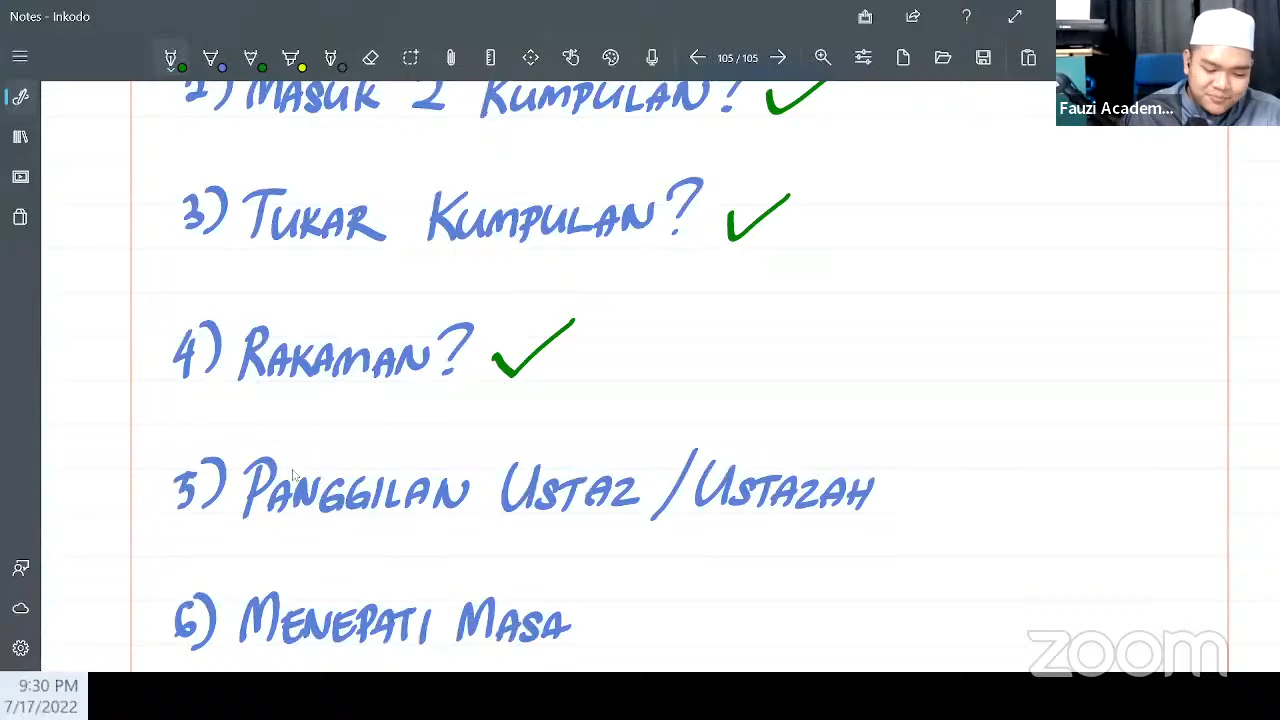 Notes - Inkodo
105 / 105
Fauzi Academ...
MASUK 2 KUMPULAN? ✓
3) TUKAR KUMPULAN? ✓
4) RAKAMAN? ✓
5) PANGGILAN USTAZ / USTAZAH
6) MENEPATI MASA
zoom
9:30 PM
7/17/2022